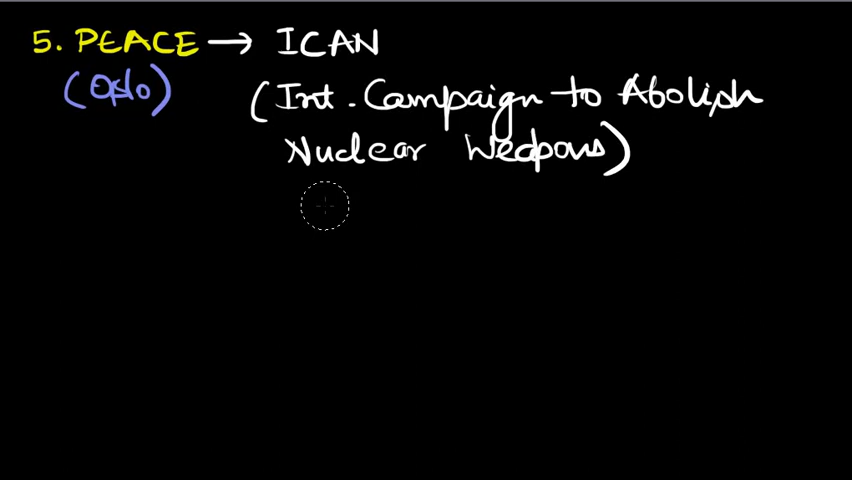 5. PEACE → ICAN
(Oslo) (Int. Campaign to Abolish
Nuclear Weapons)